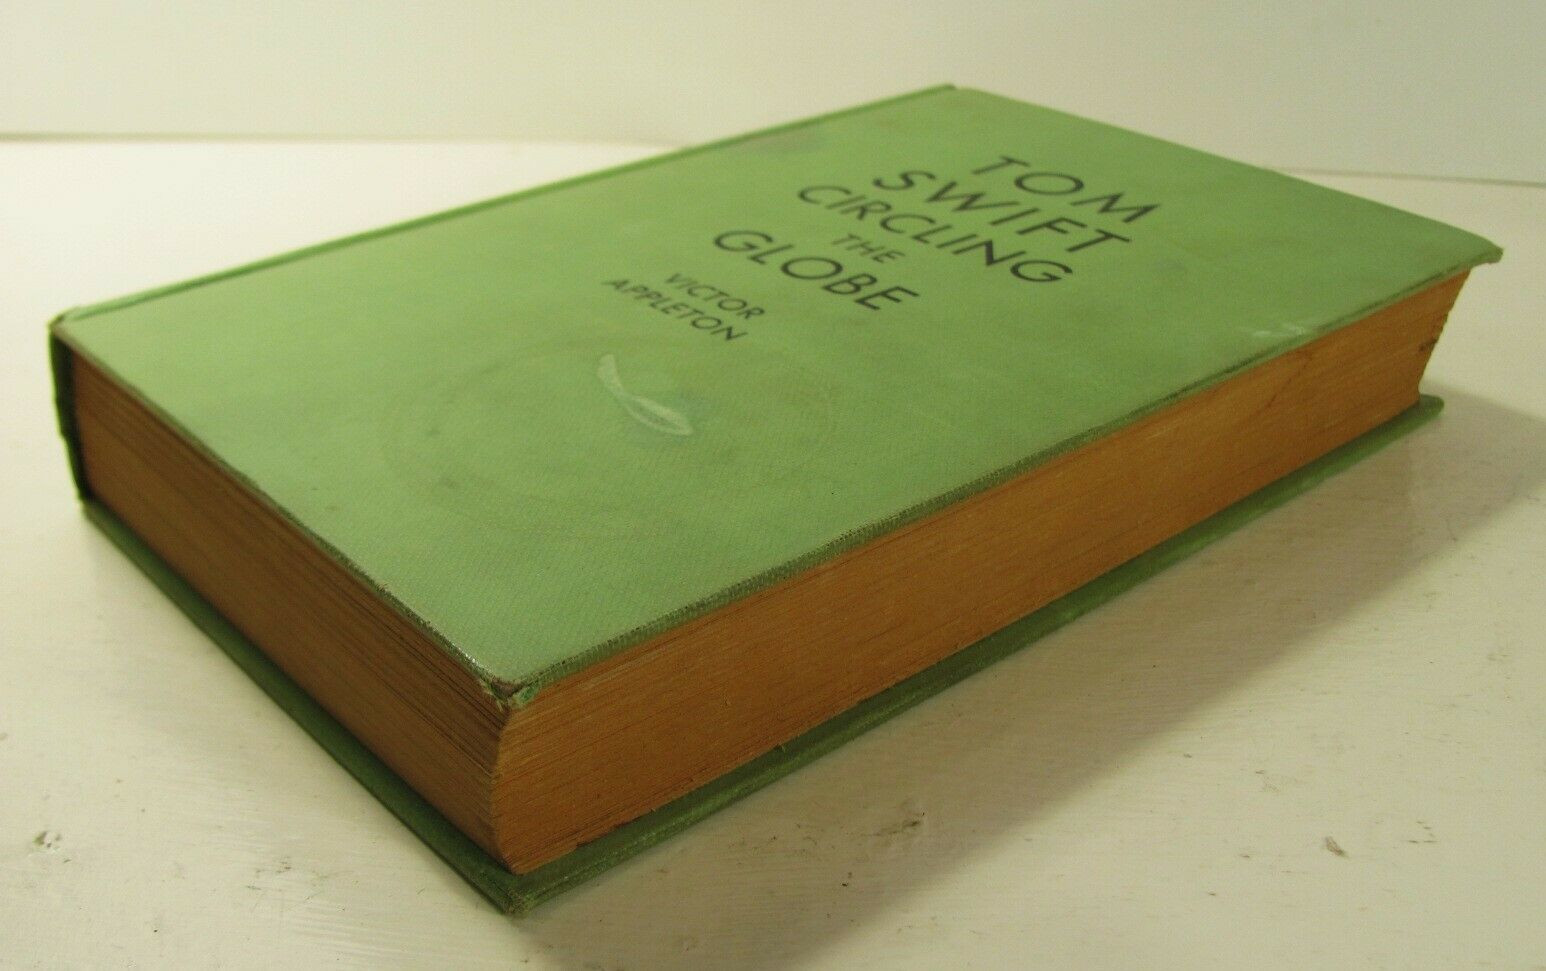 TOM
SWIFT
CIRCLING
THE
GLOBE
VICTOR
APPLETON